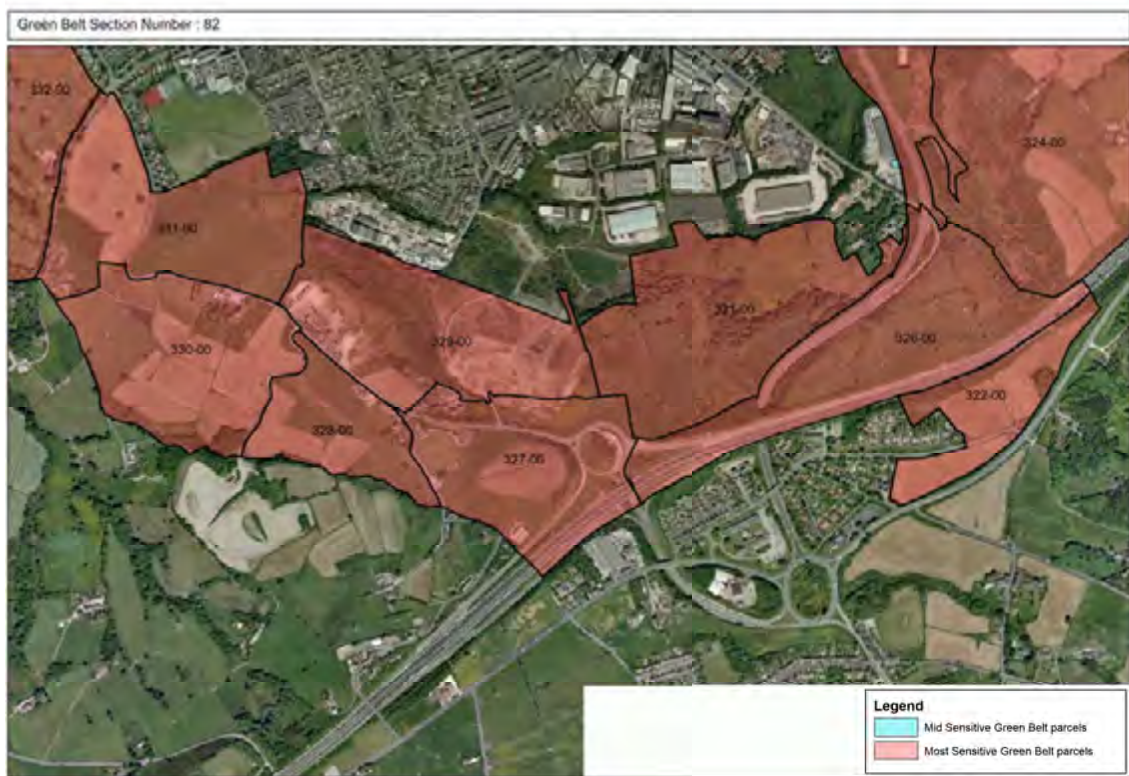 Green Belt Section Number : 82
332-00
324-00
331-00
321-00
326-00
330-00
329-00
322-00
328-00
327-00
Legend
Mid Sensitive Green Belt parcels
Most Sensitive Green Belt parcels